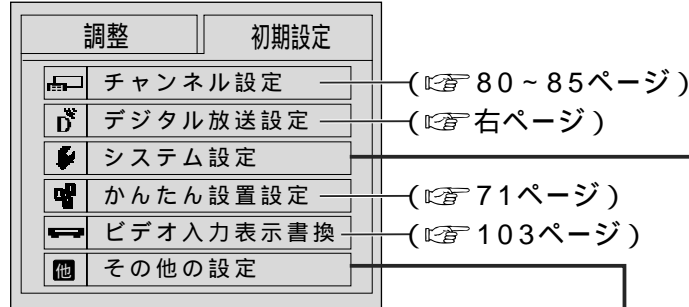 調整 初期設定
チャンネル設定 (☞80~85ページ)
デジタル放送設定 (☞右ページ)
システム設定
かんたん設置設定 (☞71ページ)
ビデオ入力表示書換 (☞103ページ)
他 その他の設定